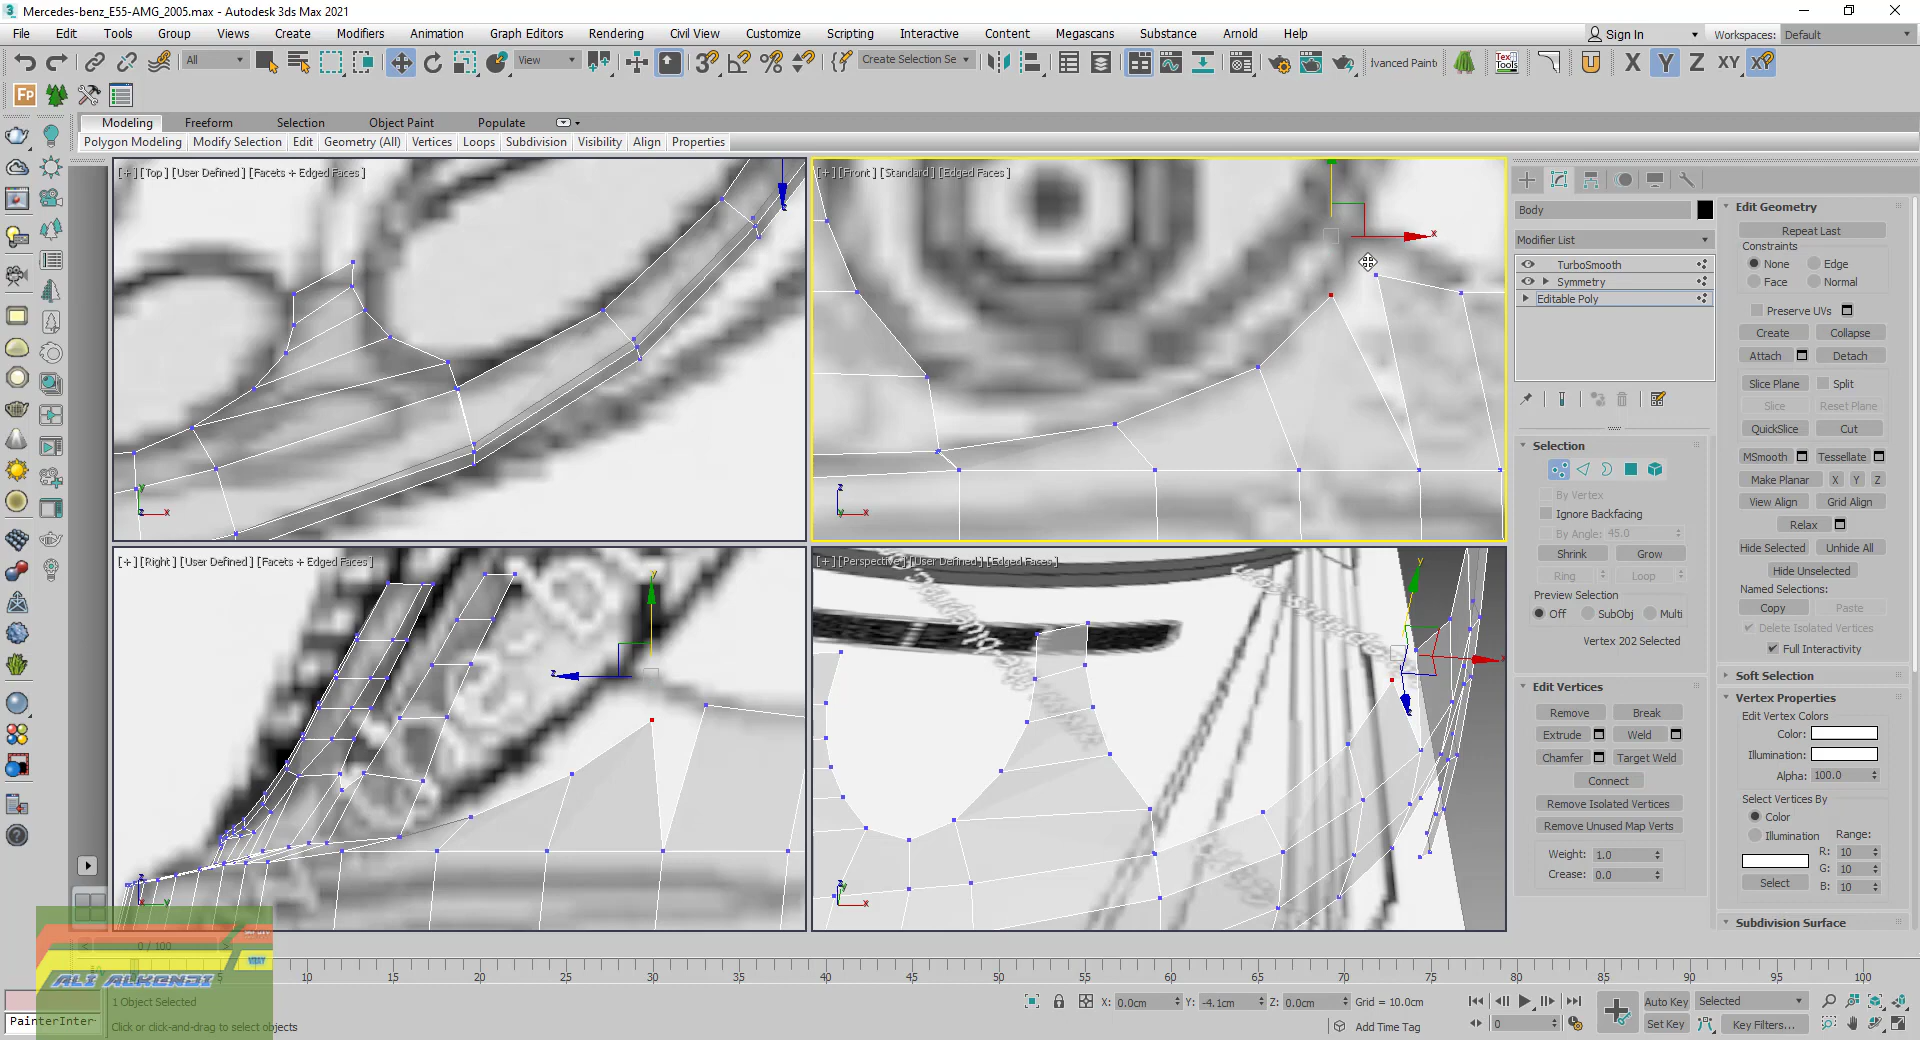 Mercedes-benz_E55-AMG_2005.max - Autodesk 3ds Max 2021
File Edit Tools Group Views Create Modifiers Animation Graph Editors Rendering Civil View Customize Scripting Interactive Content Megascans Substance Arnold Help Sign In Workspaces: Default
All View Create Selection Se X Y Z XY
Modeling Freeform Selection Object Paint Populate
Polygon Modeling Modify Selection Edit Geometry (All) Vertices Loops Subdivision Visibility Align Properties
[+] [Top] [User Defined] [Facets + Edged Faces]
[+] [Front] [Standard] [Edged Faces]
[+] [Right] [User Defined] [Facets + Edged Faces]
[+] [Perspective] [User Defined] [Edged Faces]
Body
Modifier List
TurboSmooth
Symmetry
Editable Poly
Selection
By Vertex
Ignore Backfacing
By Angle: 45.0
Shrink Grow
Ring Loop
Preview Selection
Off SubObj Multi
Vertex 202 Selected
Edit Vertices
Remove Break
Extrude Weld
Chamfer Target Weld
Connect
Remove Isolated Vertices
Remove Unused Map Verts
Weight: 1.0
Crease: 0.0
Edit Geometry
Repeat Last
Constraints
None Edge
Face Normal
Preserve UVs
Create Collapse
Attach Detach
Slice Plane Split
Slice Reset Plane
QuickSlice Cut
MSmooth Tessellate
Make Planar X Y Z
View Align Grid Align
Relax
Hide Selected Unhide All
Hide Unselected
Named Selections:
Copy Paste
Delete Isolated Vertices
Full Interactivity
Soft Selection
Vertex Properties
Edit Vertex Colors
Color:
Illumination:
Alpha: 100.0
Select Vertices By
Color
Illumination Range:
R: 10
G: 10
B: 10
Select
Subdivision Surface
0 / 100
10 15 20 25 30 35 40 45 50 55 60 65 70 75 80 85 90 95 100
ALI ALKENDI
1 Object Selected
Click or click-and-drag to select objects
X: 0.0cm Y: -4.1cm Z: 0.0cm Grid = 10.0cm
Add Time Tag
0
Auto Key Selected
Set Key Key Filters...